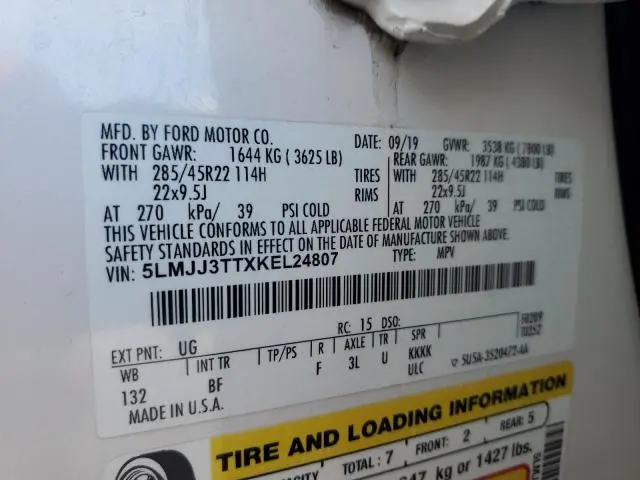 MFD. BY FORD MOTOR CO. DATE: 09/19 GVWR: 3538 KG (7800 LB)
FRONT GAWR: 1644 KG (3625 LB) REAR GAWR: 1987 KG (4380 LB)
WITH 285/45R22 114H TIRES WITH 285/45R22 114H TIRES
22x9.5J RIMS 22x9.5J RIMS
AT 270 kPa/ 39 PSI COLD AT 270 kPa/ 39 PSI COLD
THIS VEHICLE CONFORMS TO ALL APPLICABLE FEDERAL MOTOR VEHICLE
SAFETY STANDARDS IN EFFECT ON THE DATE OF MANUFACTURE SHOWN ABOVE.
VIN: 5LMJJ3TTXKEL24807 TYPE: MPV
EXT PNT: UG RC: 15 DSO:
WB INT TR TP/PS R AXLE TR SPR
132 BF F 3L U KKKK
ULC
MADE IN U.S.A. 5U5A-3520472-AA
TIRE AND LOADING INFORMATION
TOTAL: 7 FRONT: 2 REAR: 5
kg or 1427 lbs.